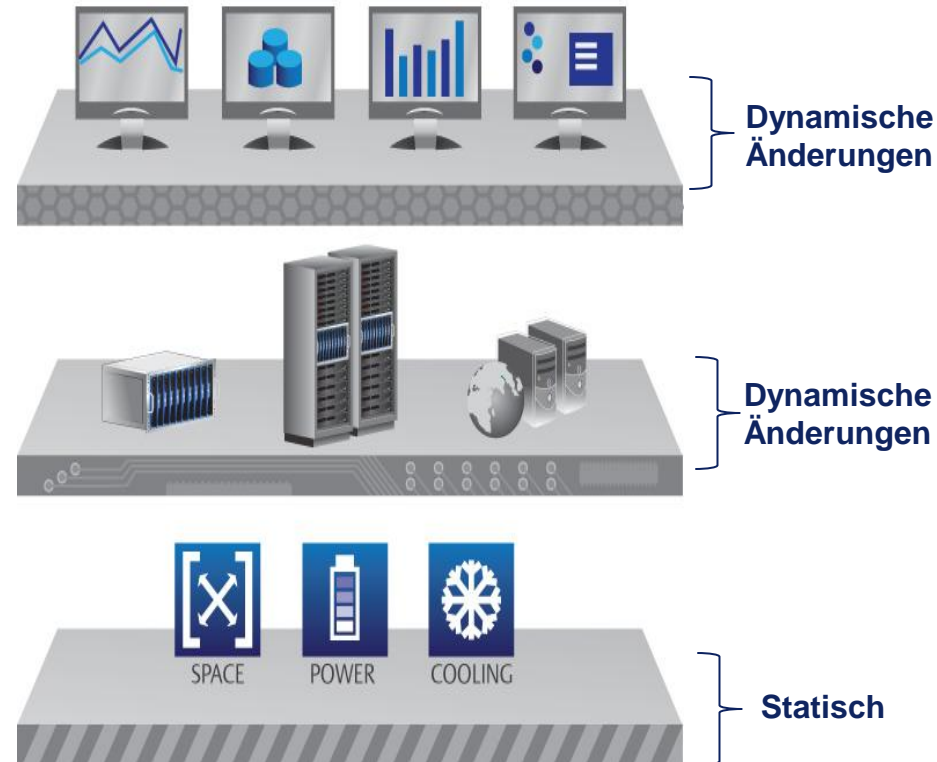 Dynamische
Änderungen
Dynamische
Änderungen
SPACE
POWER
COOLING
Statisch